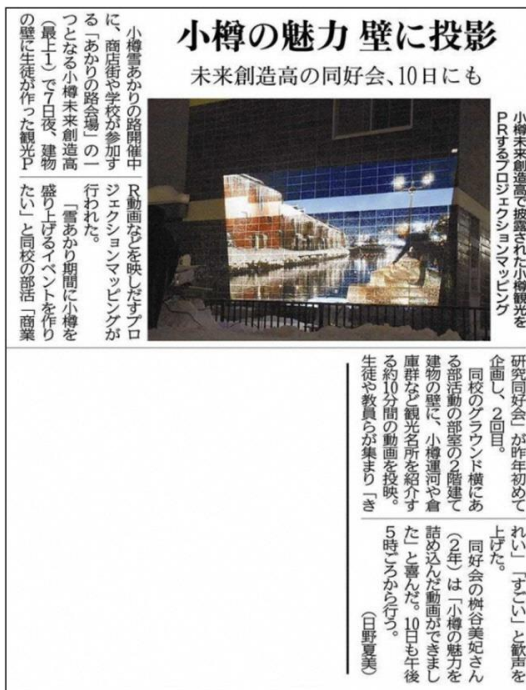 小樽の魅力 壁に投影
未来創造高の同好会、10日にも
小樽未来創造高で披露された小樽観光を
PRするプロジェクションマッピング
小樽雪あかりの路開催中
に、商店街や学校が参加す
る「あかりの路会場」の一
つとなる小樽未来創造高
(最上1)で7日夜、建物
の壁に生徒が作った観光P
R動画などを映しだすプロ
ジェクションマッピングが
行われた。
「雪あかり期間に小樽を
盛り上げるイベントを作り
たい」と同校の部活「商業
研究同好会」が昨年初めて
企画し、2回目。
同校のグラウンド横にあ
る部活動の部室の2階建て
建物の壁に、小樽運河や倉
庫群など観光名所を紹介す
る約10分間の動画を投映。
生徒や教員らが集まり「き
れい」「すごい」と歓声を
上げた。
同好会の桝谷美妃さん
(2年)は「小樽の魅力を
詰め込んだ動画ができまし
た」と喜んだ。10日も午後
5時ごろから行う。
(日野夏美)